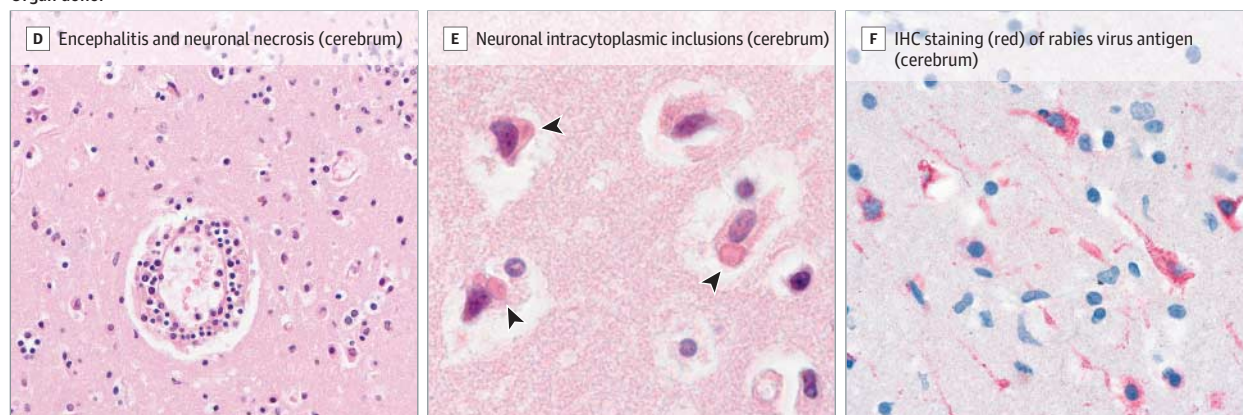 Organ donor
D Encephalitis and neuronal necrosis (cerebrum)
E Neuronal intracytoplasmic inclusions (cerebrum)
F IHC staining (red) of rabies virus antigen
(cerebrum)